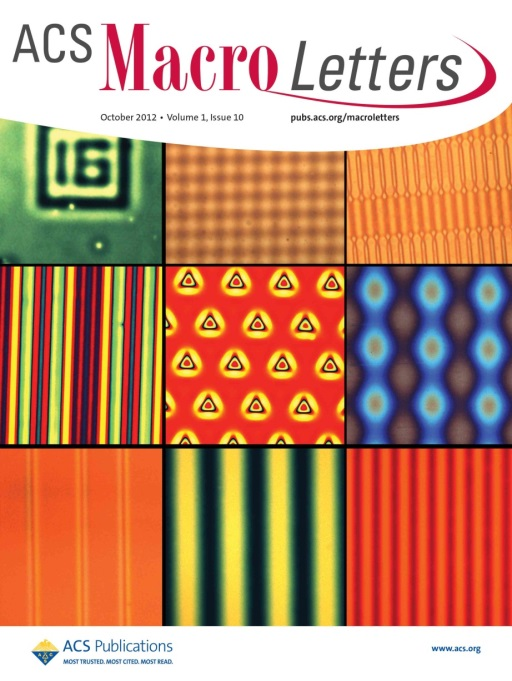 ACS Macro Letters
October 2012 • Volume 1, Issue 10 pubs.acs.org/macroletters
16
ACS Publications
MOST TRUSTED. MOST CITED. MOST READ.
www.acs.org